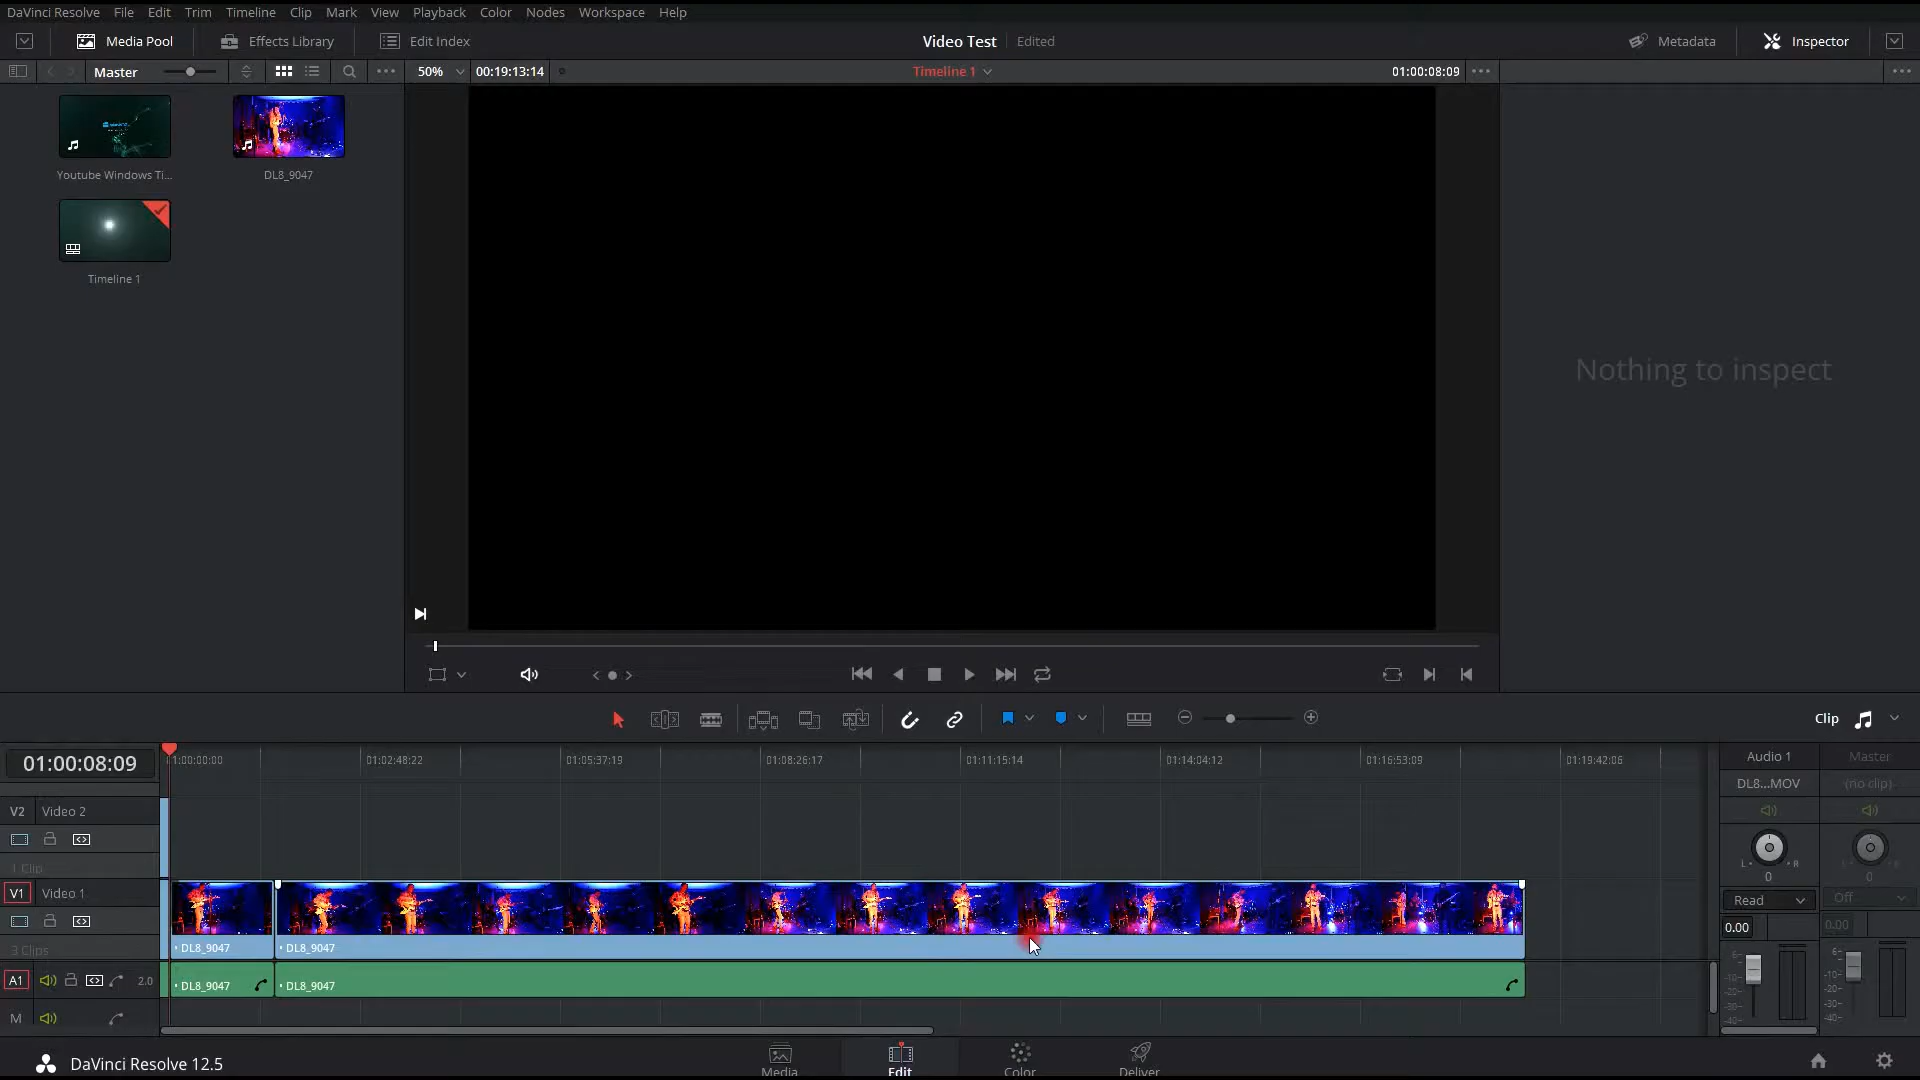 DaVinci Resolve File Edit Trim Timeline Clip Mark View Playback Color Nodes Workspace Help
Media Pool Effects Library Edit Index Video Test Edited Metadata Inspector
Master 50% 00:19:13:14 Timeline 1 01:00:08:09
Youtube Windows Ti... DL8_9047
Timeline 1
Nothing to inspect
Clip
01:00:08:09 1:00:00:00 01:02:48:22 01:05:37:19 01:08:26:17 01:11:15:14 01:14:04:12 01:16:53:09 01:19:42:06 Audio 1 Master
DL8...MOV (no clip)
V2 Video 2
L R L R
1 Clip 0 0
V1 Video 1 Read Off
0.00 0.00
3 Clips DL8_9047 DL8_9047
A1 2.0 DL8_9047 DL8_9047
M
DaVinci Resolve 12.5 Media Edit Color Deliver